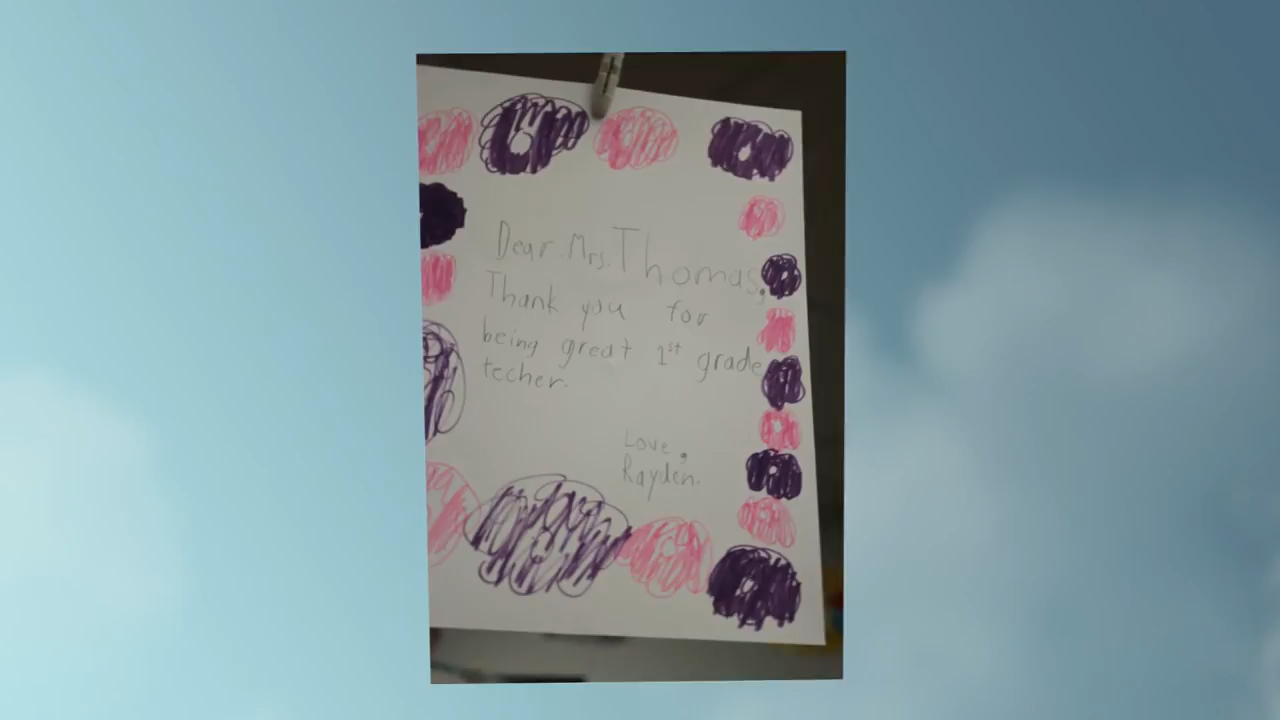 Dear. Mrs. Thomas,
Thank you for
being great 1st grade
techer.
Love,
Rayden.